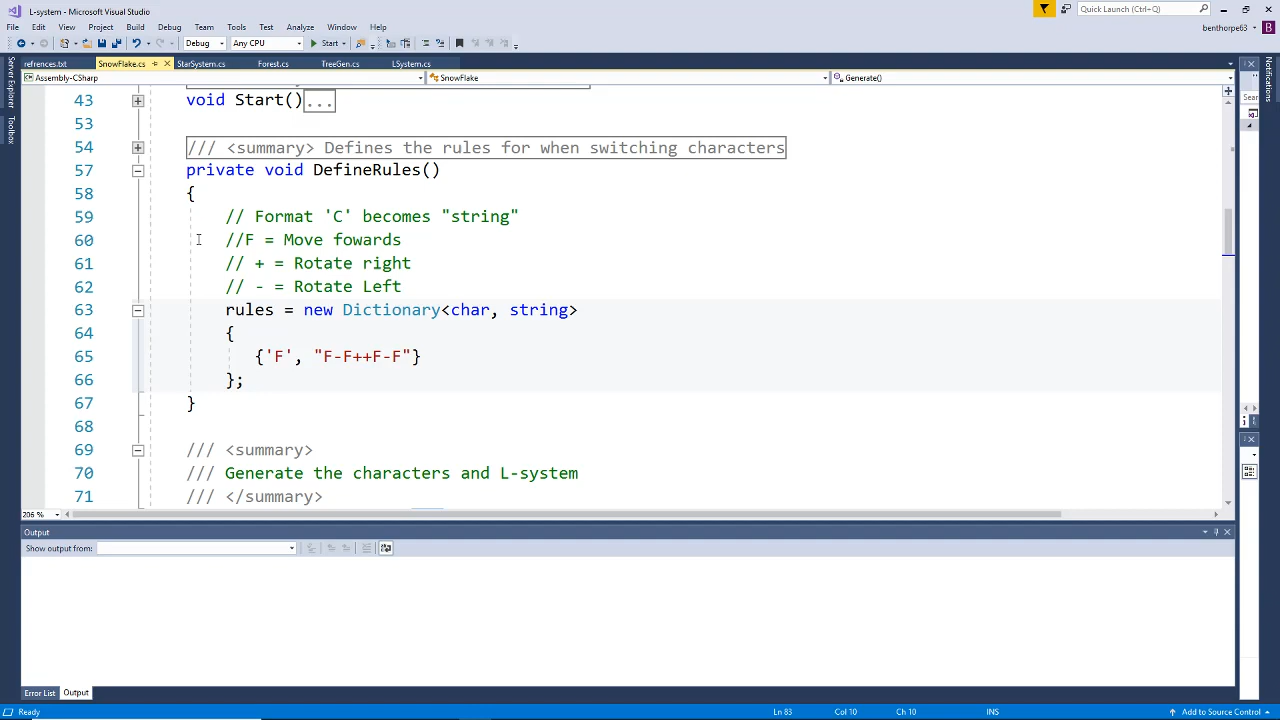 L-system - Microsoft Visual Studio
Quick Launch (Ctrl+Q)
File Edit View Project Build Debug Team Tools Test Analyze Window Help
benthorpe63 B
Debug Any CPU Start
refrences.txt SnowFlake.cs StarSystem.cs Forest.cs TreeGen.cs LSystem.cs
Assembly-CSharp SnowFlake Generate()
Server Explorer
Toolbox
Notifications
Sear
43 void Start()...
53
54 /// <summary> Defines the rules for when switching characters
57 private void DefineRules()
58 {
59 // Format 'C' becomes "string"
60 //F = Move fowards
61 // + = Rotate right
62 // - = Rotate Left
63 rules = new Dictionary<char, string>
64 {
65 {'F', "F-F++F-F"}
66 };
67 }
68
69 /// <summary>
70 /// Generate the characters and L-system
71 /// </summary>
206 %
Output
Show output from:
Error List Output
Ready Ln 83 Col 10 Ch 10 INS Add to Source Control